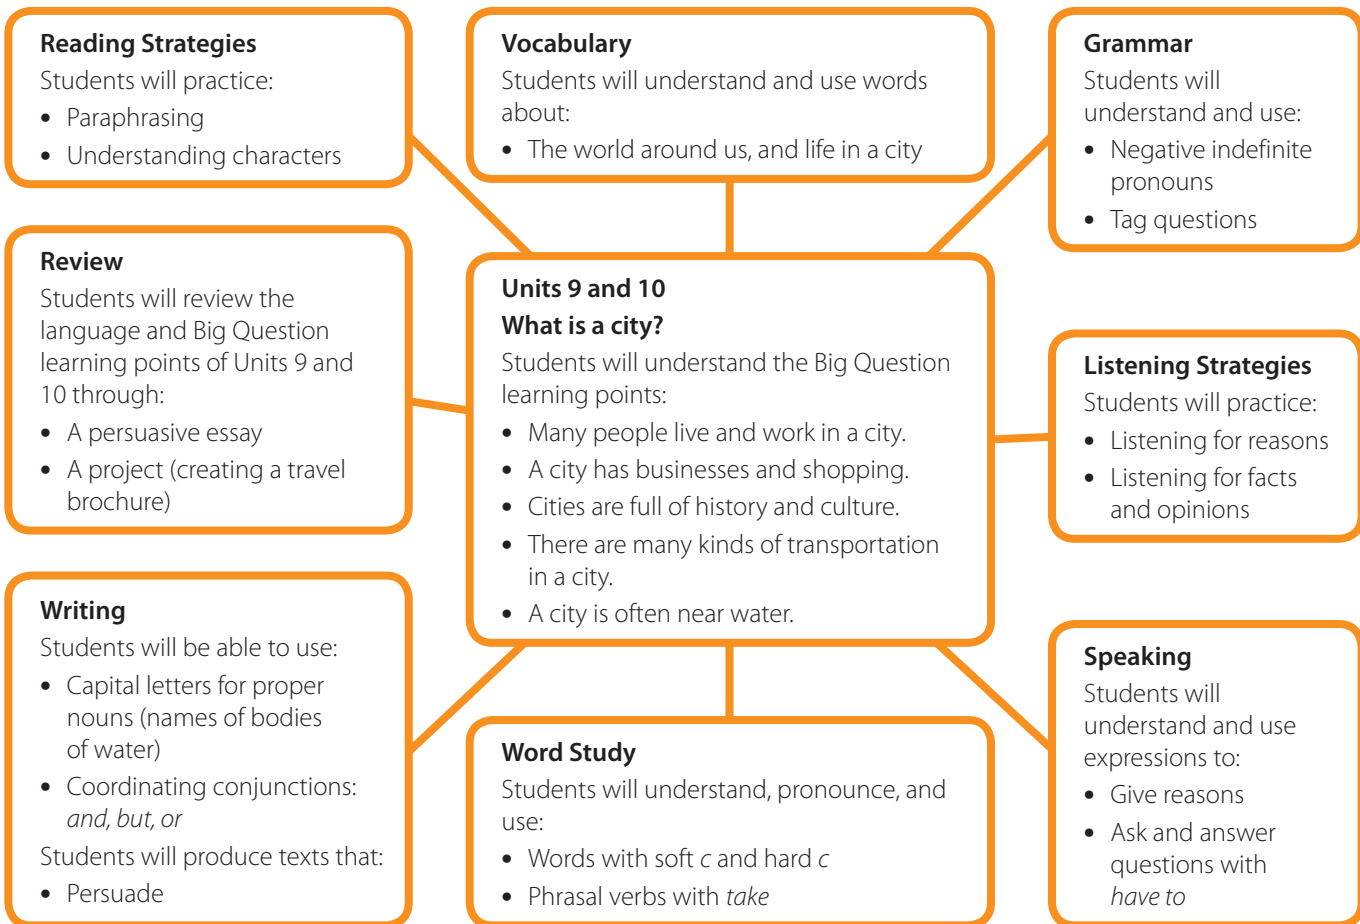 Reading Strategies
Students will practice:
• Paraphrasing
• Understanding characters
Vocabulary
Students will understand and use words
about:
• The world around us, and life in a city
Grammar
Students will
understand and use:
• Negative indefinite
pronouns
• Tag questions
Review
Students will review the
language and Big Question
learning points of Units 9 and
10 through:
• A persuasive essay
• A project (creating a travel
brochure)
Units 9 and 10
What is a city?
Students will understand the Big Question
learning points:
• Many people live and work in a city.
• A city has businesses and shopping.
• Cities are full of history and culture.
• There are many kinds of transportation
in a city.
• A city is often near water.
Listening Strategies
Students will practice:
• Listening for reasons
• Listening for facts
and opinions
Writing
Students will be able to use:
• Capital letters for proper
nouns (names of bodies
of water)
• Coordinating conjunctions:
and, but, or
Students will produce texts that:
• Persuade
Word Study
Students will understand, pronounce, and
use:
• Words with soft c and hard c
• Phrasal verbs with take
Speaking
Students will
understand and use
expressions to:
• Give reasons
• Ask and answer
questions with
have to